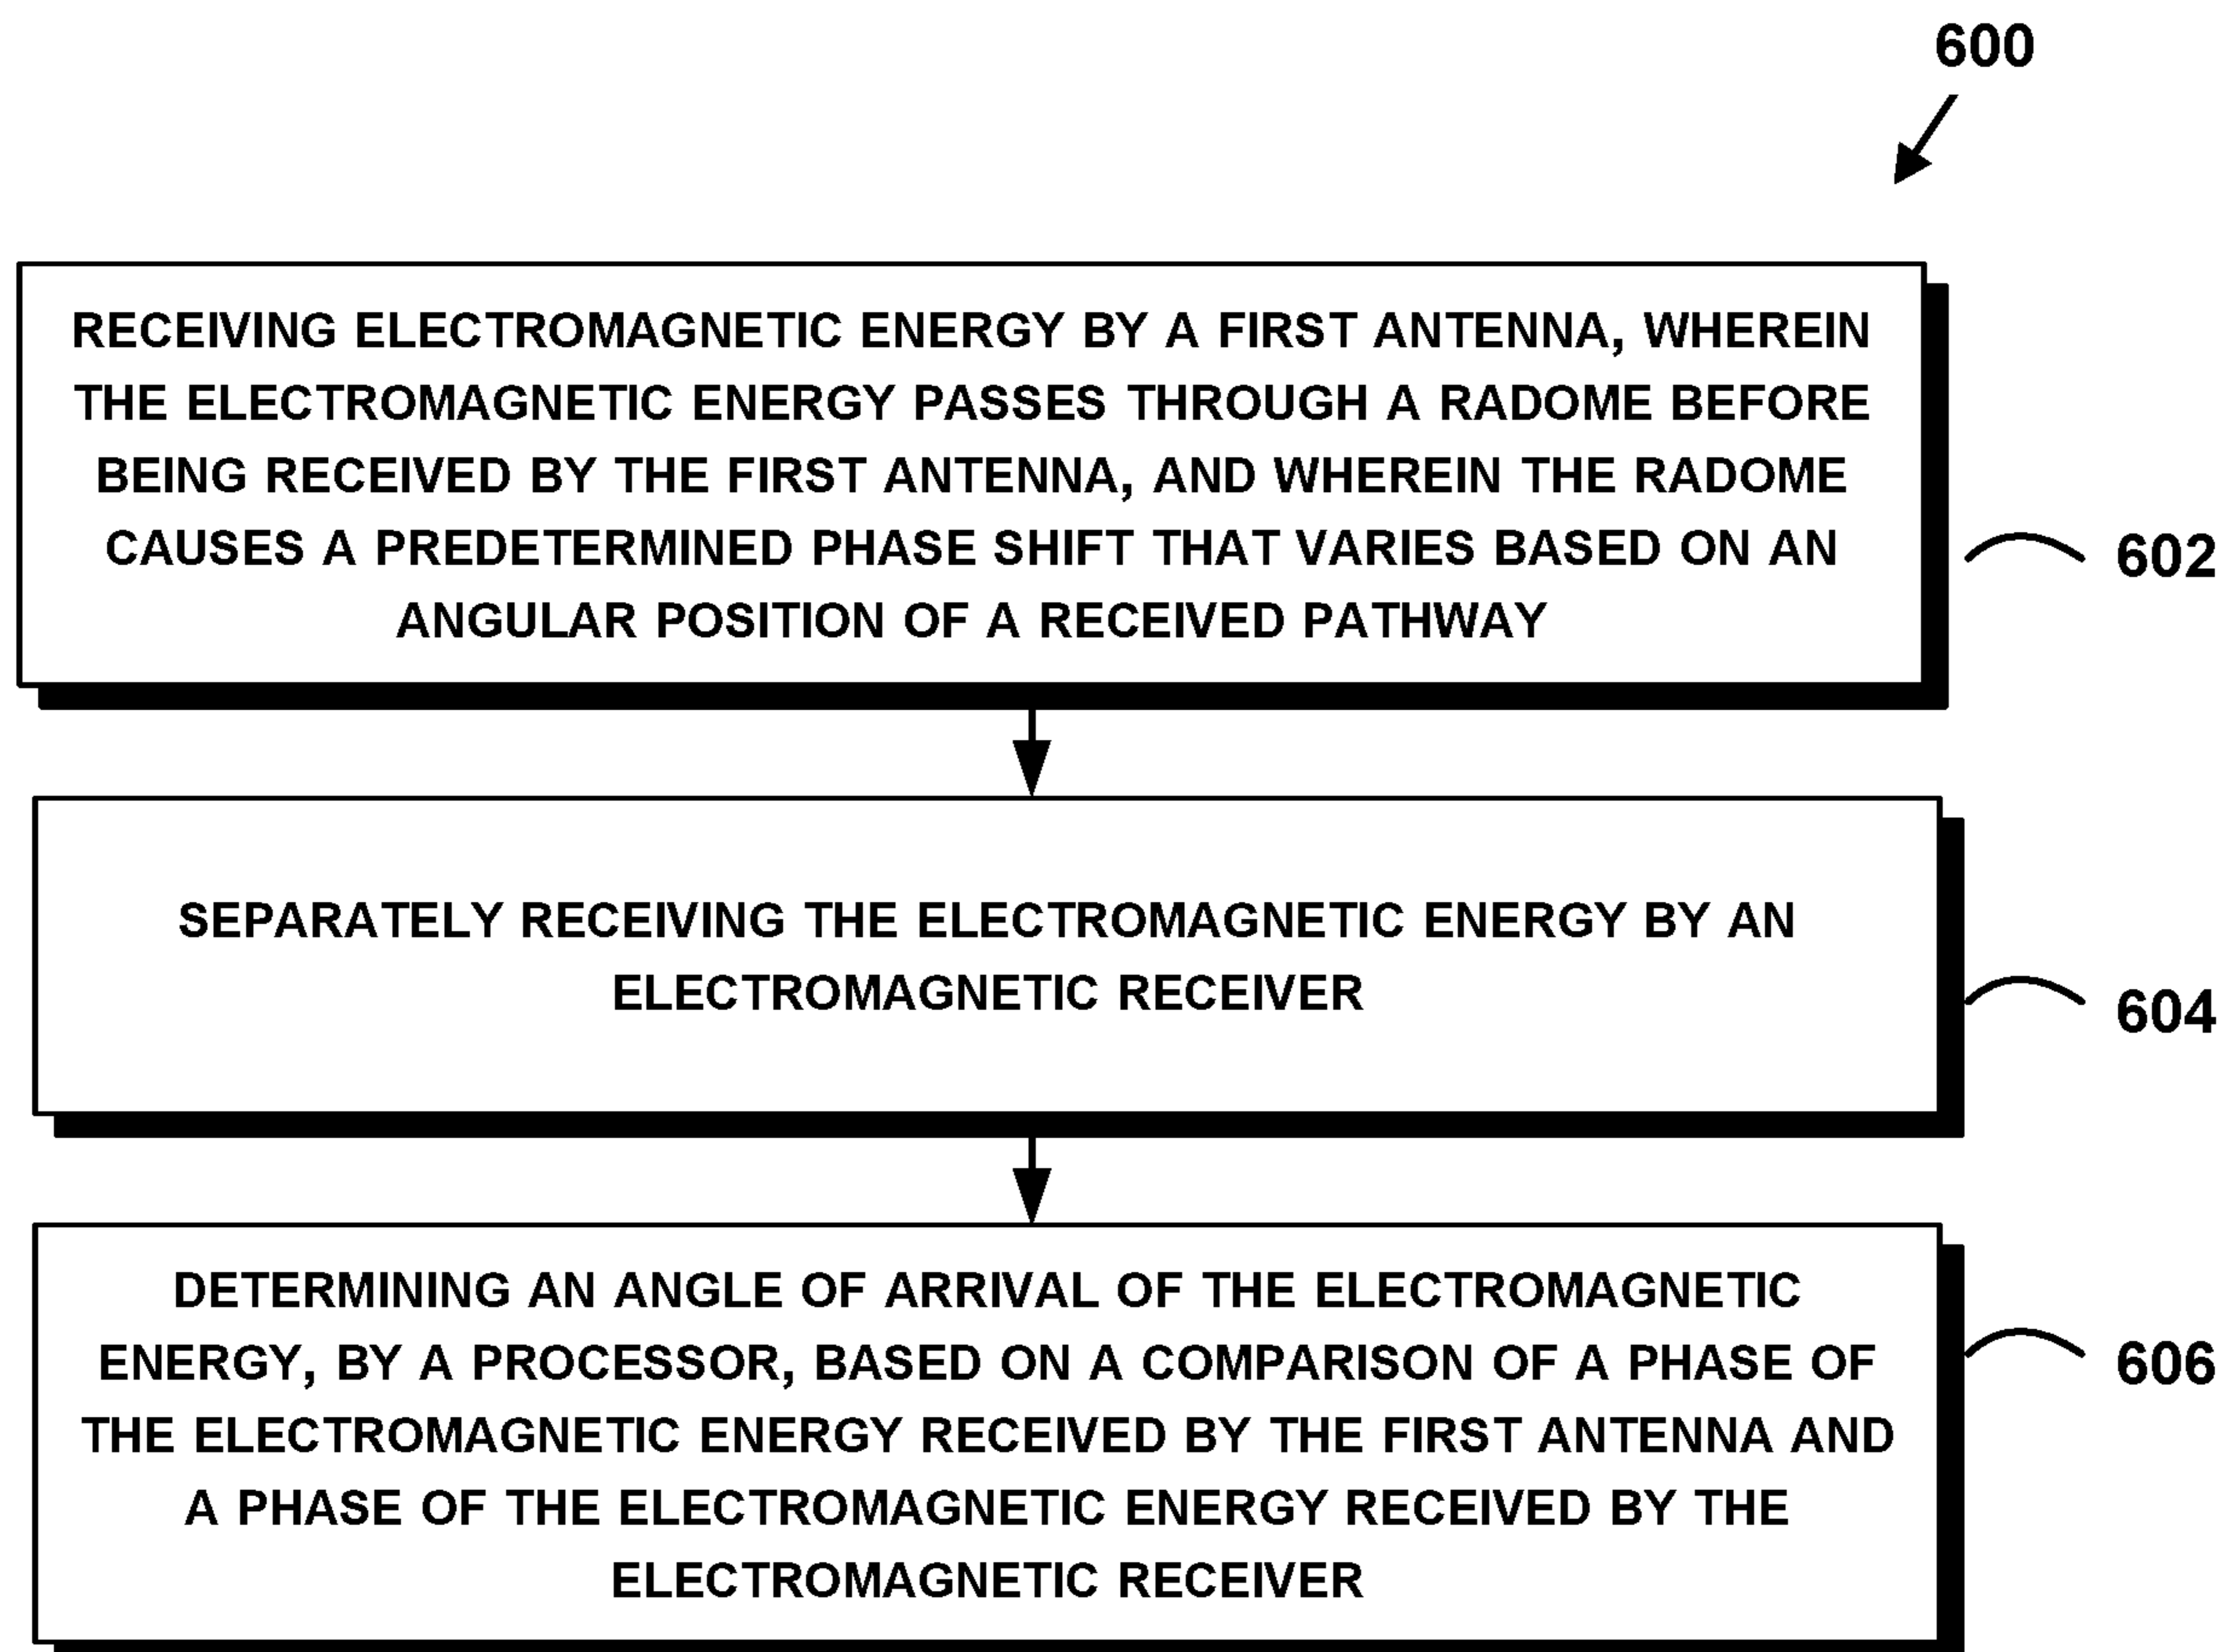 600
RECEIVING ELECTROMAGNETIC ENERGY BY A FIRST ANTENNA, WHEREIN
THE ELECTROMAGNETIC ENERGY PASSES THROUGH A RADOME BEFORE
BEING RECEIVED BY THE FIRST ANTENNA, AND WHEREIN THE RADOME
CAUSES A PREDETERMINED PHASE SHIFT THAT VARIES BASED ON AN
ANGULAR POSITION OF A RECEIVED PATHWAY
602
SEPARATELY RECEIVING THE ELECTROMAGNETIC ENERGY BY AN
ELECTROMAGNETIC RECEIVER
604
DETERMINING AN ANGLE OF ARRIVAL OF THE ELECTROMAGNETIC
ENERGY, BY A PROCESSOR, BASED ON A COMPARISON OF A PHASE OF
THE ELECTROMAGNETIC ENERGY RECEIVED BY THE FIRST ANTENNA AND
A PHASE OF THE ELECTROMAGNETIC ENERGY RECEIVED BY THE
ELECTROMAGNETIC RECEIVER
606